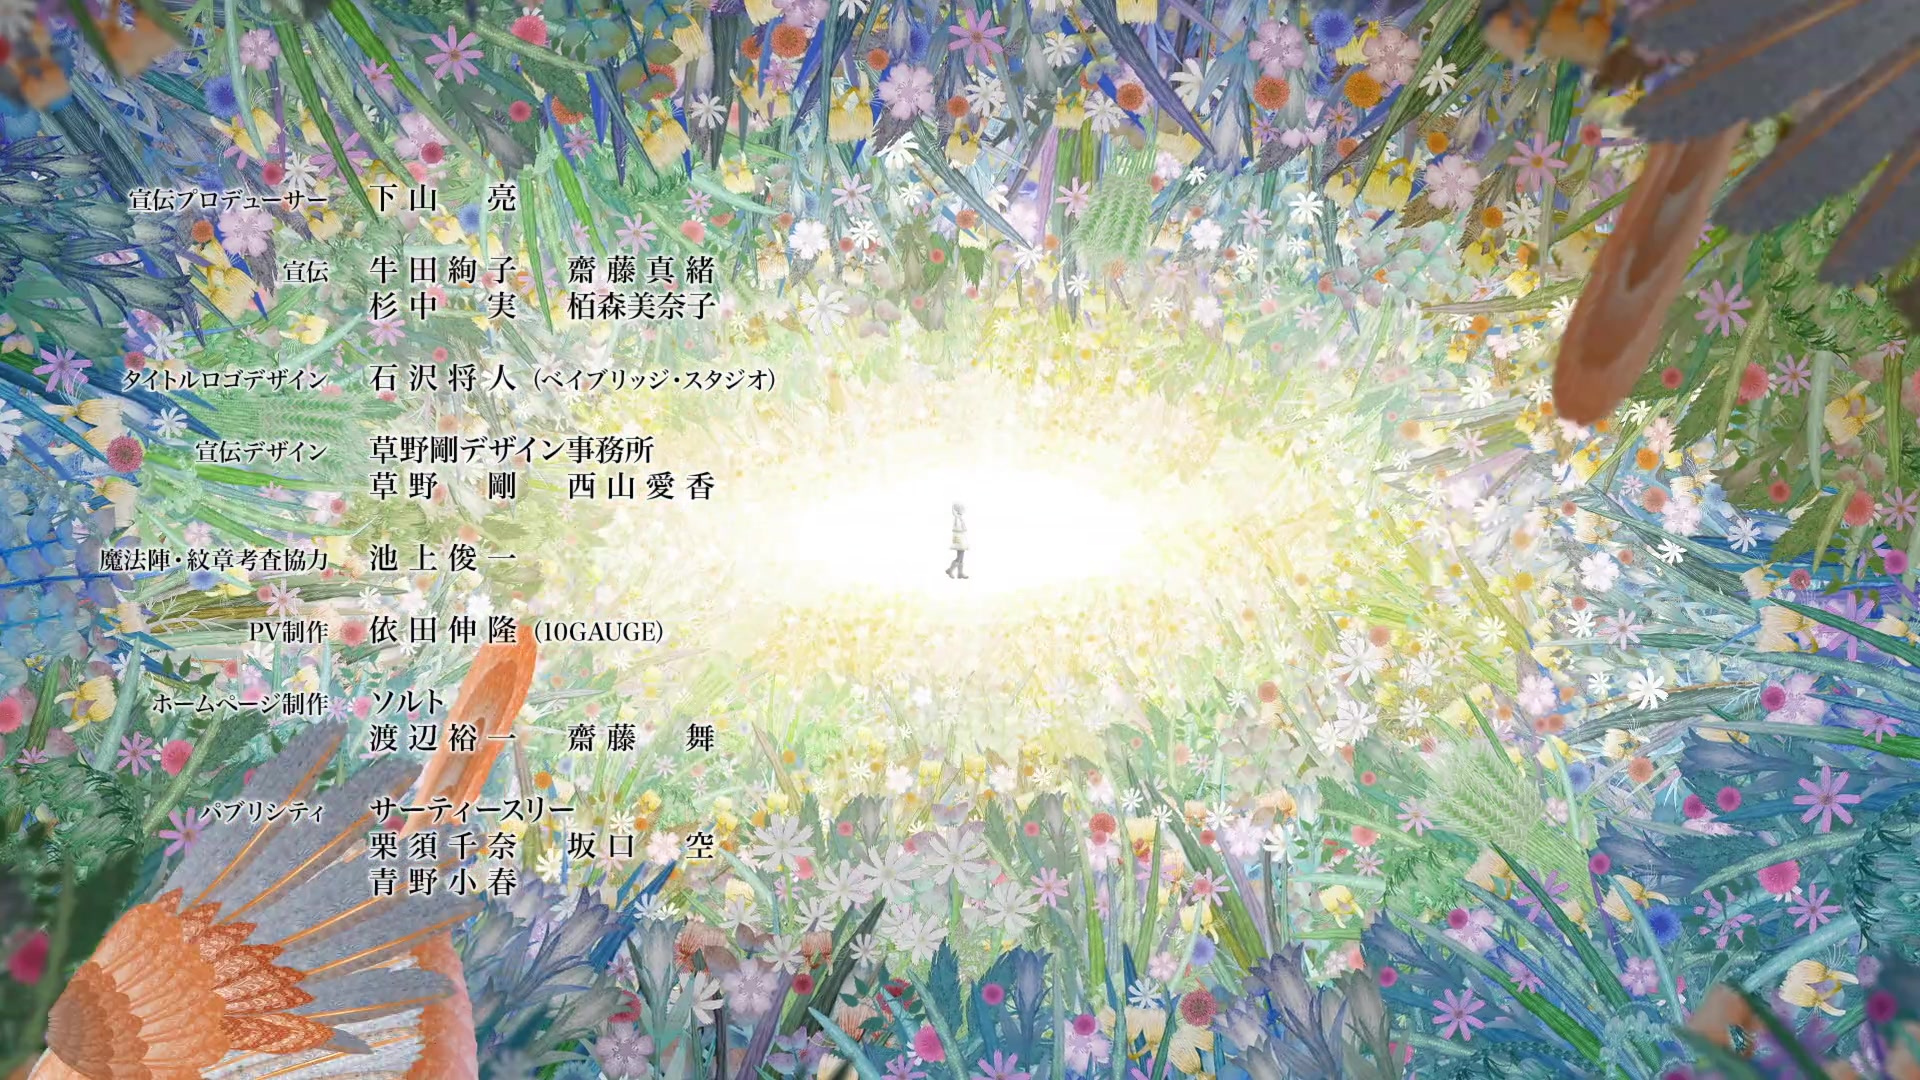 宣伝プロデューサー 下山 亮
宣伝 牛田絢子 齋藤真緒
杉中 実 栢森美奈子
タイトルロゴデザイン 石沢将人（ベイブリッジ・スタジオ）
宣伝デザイン 草野剛デザイン事務所
草野 剛 西山愛香
魔法陣・紋章考査協力 池上俊一
PV制作 依田伸隆（10GAUGE）
ホームページ制作 ソルト
渡辺裕一 齋藤 舞
パブリシティ サーティースリー
栗須千奈 坂口 空
青野小春